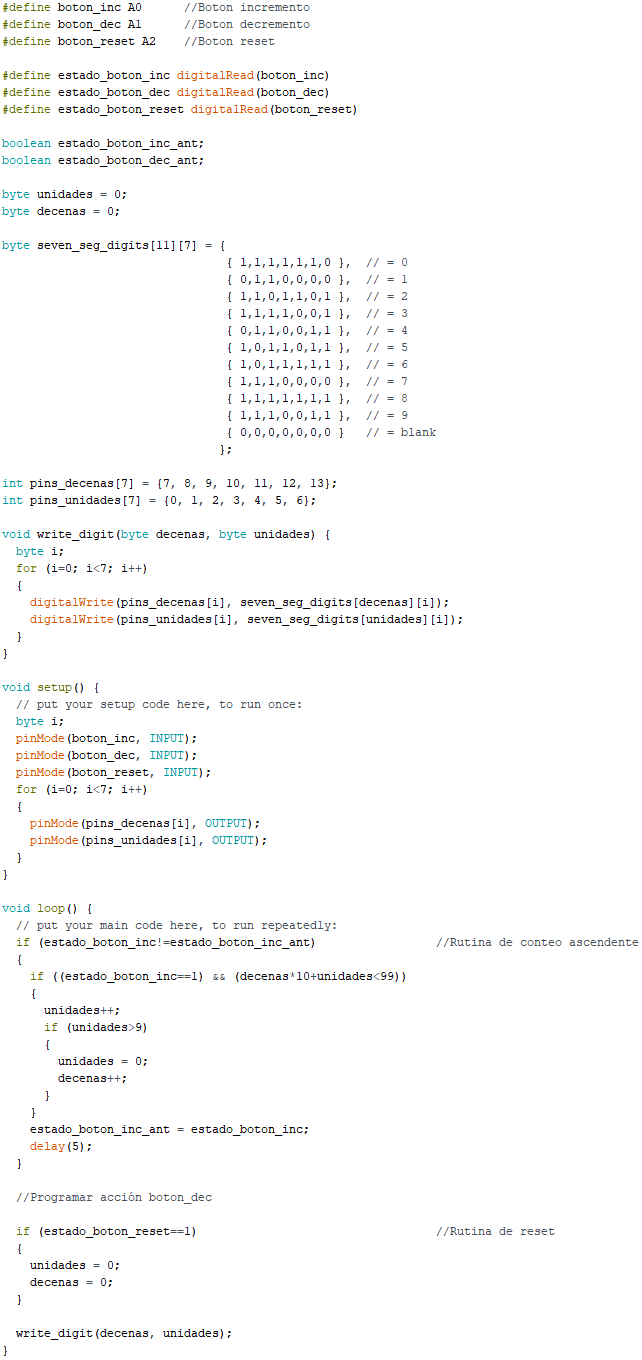 #define boton_inc A0      //Boton incremento
#define boton_dec A1      //Boton decremento
#define boton_reset A2    //Boton reset

#define estado_boton_inc digitalRead(boton_inc)
#define estado_boton_dec digitalRead(boton_dec)
#define estado_boton_reset digitalRead(boton_reset)

boolean estado_boton_inc_ant;
boolean estado_boton_dec_ant;

byte unidades = 0;
byte decenas = 0;

byte seven_seg_digits[11][7] = {
                                { 1,1,1,1,1,1,0 },  // = 0
                                { 0,1,1,0,0,0,0 },  // = 1
                                { 1,1,0,1,1,0,1 },  // = 2
                                { 1,1,1,1,0,0,1 },  // = 3
                                { 0,1,1,0,0,1,1 },  // = 4
                                { 1,0,1,1,0,1,1 },  // = 5
                                { 1,0,1,1,1,1,1 },  // = 6
                                { 1,1,1,0,0,0,0 },  // = 7
                                { 1,1,1,1,1,1,1 },  // = 8
                                { 1,1,1,0,0,1,1 },  // = 9
                                { 0,0,0,0,0,0,0 }   // = blank
                               };

int pins_decenas[7] = {7, 8, 9, 10, 11, 12, 13};
int pins_unidades[7] = {0, 1, 2, 3, 4, 5, 6};

void write_digit(byte decenas, byte unidades) {
  byte i;
  for (i=0; i<7; i++)
  {
    digitalWrite(pins_decenas[i], seven_seg_digits[decenas][i]);
    digitalWrite(pins_unidades[i], seven_seg_digits[unidades][i]);
  }
}

void setup() {
  // put your setup code here, to run once:
  byte i;
  pinMode(boton_inc, INPUT);
  pinMode(boton_dec, INPUT);
  pinMode(boton_reset, INPUT);
  for (i=0; i<7; i++)
  {
    pinMode(pins_decenas[i], OUTPUT);
    pinMode(pins_unidades[i], OUTPUT);
  }
}

void loop() {
  // put your main code here, to run repeatedly:
  if (estado_boton_inc!=estado_boton_inc_ant)                 //Rutina de conteo ascendente
  {
    if ((estado_boton_inc==1) && (decenas*10+unidades<99))
    {
      unidades++;
      if (unidades>9)
      {
        unidades = 0;
        decenas++;
      }
    }
    estado_boton_inc_ant = estado_boton_inc;
    delay(5);
  }

  //Programar acción boton_dec

  if (estado_boton_reset==1)                                  //Rutina de reset
  {
    unidades = 0;
    decenas = 0;
  }

  write_digit(decenas, unidades);
}